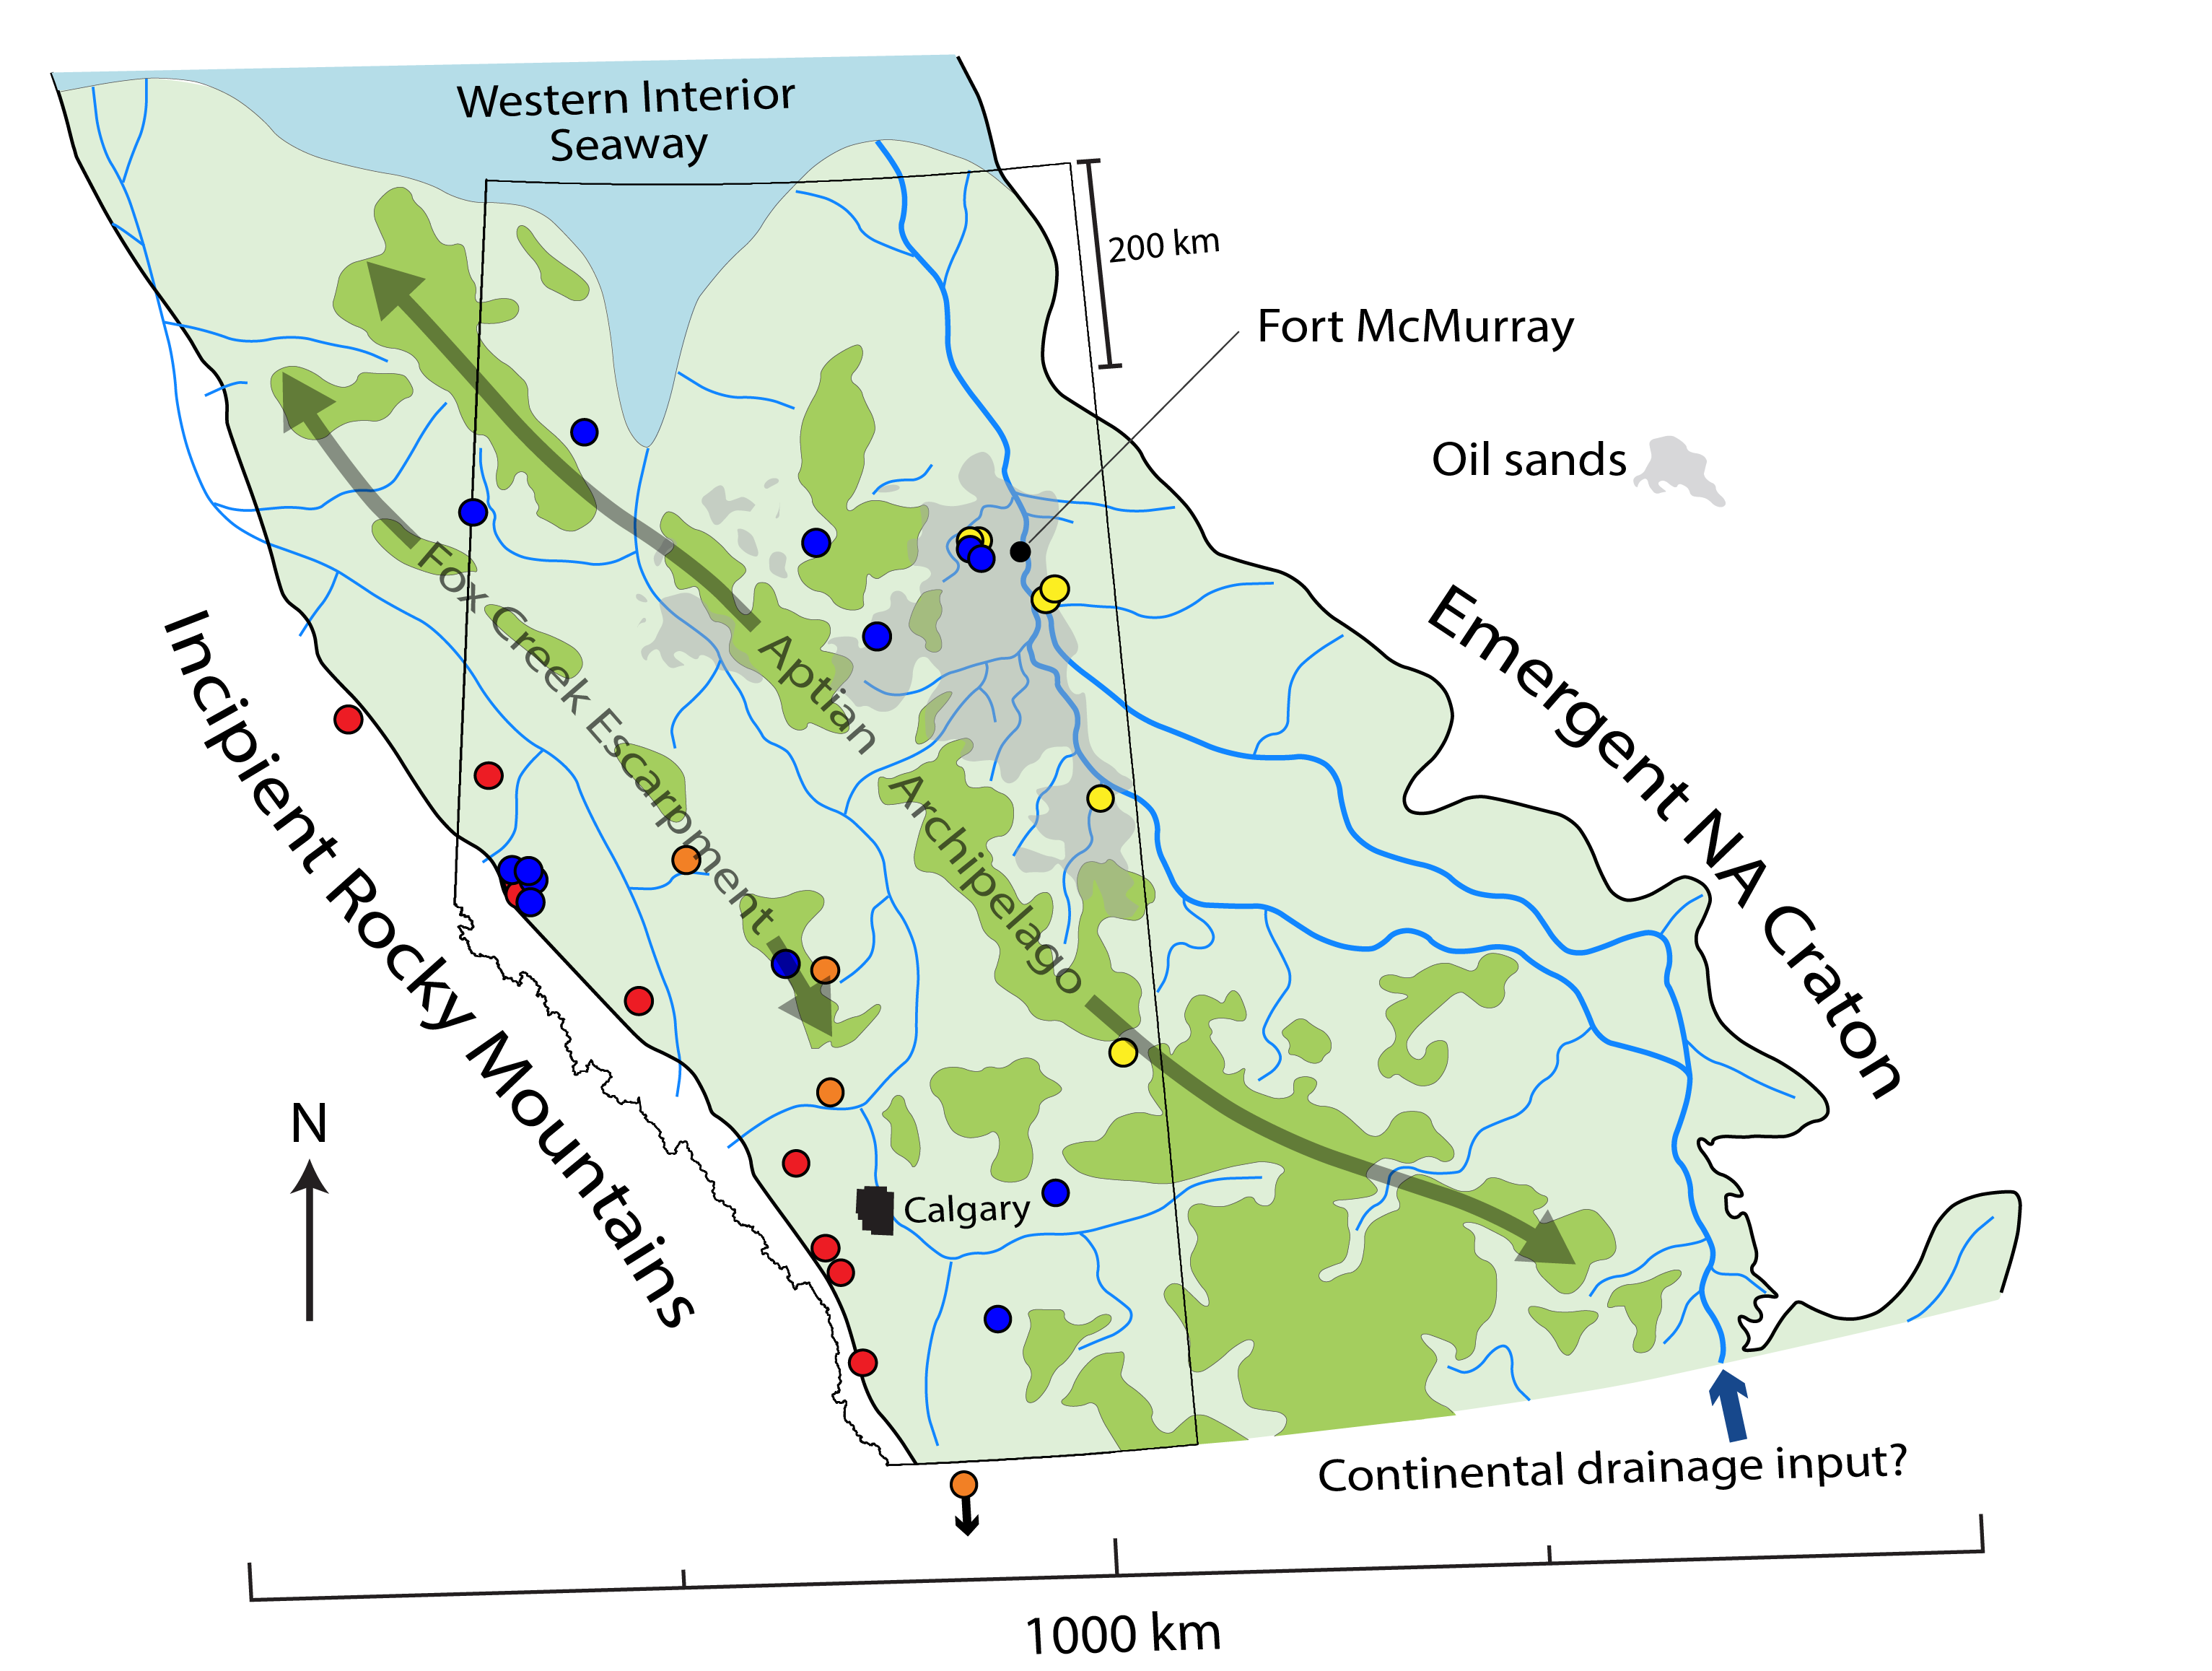 Western Interior
Seaway
200 km
Fort McMurray
Oil sands
Emergent NA Craton
Fox Creek Escarpment
Aptian
Archipelago
Incipient Rocky Mountains
N
Calgary
Continental drainage input?
1000 km